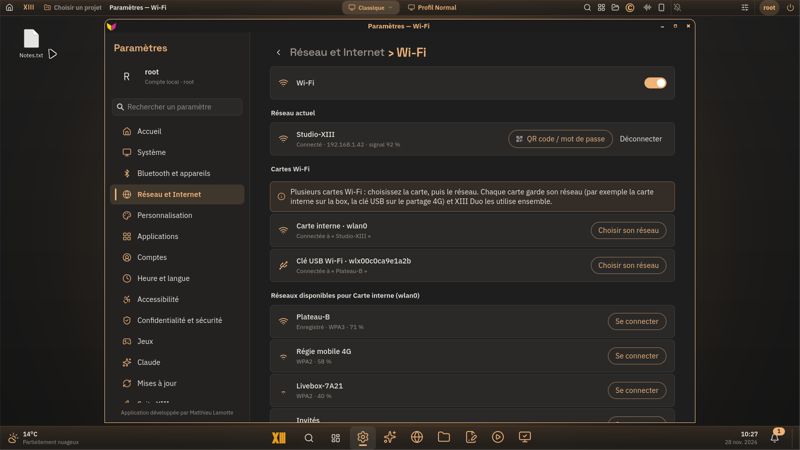 XIII
Choisir un projet
Paramètres — Wi-Fi
Classique
Profil Normal
root
Notes.txt
Paramètres — Wi-Fi
Paramètres
R
root
Compte local · root
Rechercher un paramètre
Accueil
Système
Bluetooth et appareils
Réseau et Internet
Personnalisation
Applications
Comptes
Heure et langue
Accessibilité
Confidentialité et sécurité
Jeux
Claude
Mises à jour
Application développée par Matthieu Lamotte
Réseau et Internet > Wi-Fi
Wi-Fi
Réseau actuel
Studio-XIII
Connecté · 192.168.1.42 · signal 92 %
QR code / mot de passe
Déconnecter
Cartes Wi-Fi
Plusieurs cartes Wi-Fi : choisissez la carte, puis le réseau. Chaque carte garde son réseau (par exemple la carte
interne sur la box, la clé USB sur le partage 4G) et XIII Duo les utilise ensemble.
Carte interne · wlan0
Connectée à « Studio-XIII »
Choisir son réseau
Clé USB Wi-Fi · wlx00c0ca9e1a2b
Connectée à « Plateau-B »
Choisir son réseau
Réseaux disponibles pour Carte interne (wlan0)
Plateau-B
Enregistré · WPA3 · 71 %
Se connecter
Régie mobile 4G
WPA2 · 58 %
Se connecter
Livebox-7A21
WPA2 · 40 %
Se connecter
Invités
14°C
Partiellement nuageux
XIII
10:27
28 nov. 2026
1